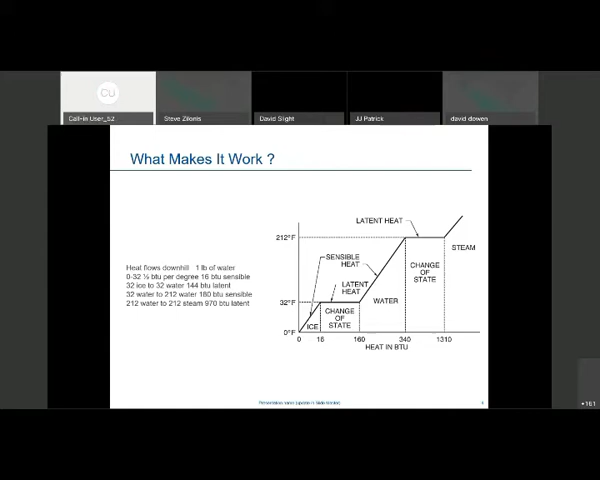 CU
Call-in User_52
Steve Zilonis
David Slight
JJ Patrick
david dowen
What Makes It Work ?
Heat flows downhill 1 lb of water
0-32 ½ btu per degree 16 btu sensible
32 ice to 32 water 144 btu latent
32 water to 212 water 180 btu sensible
212 water to 212 steam 970 btu latent
LATENT HEAT
212°F
STEAM
SENSIBLE
HEAT
CHANGE
OF
STATE
LATENT
HEAT
32°F
WATER
CHANGE
OF
STATE
ICE
0°F
0 16 160 340 1310
HEAT IN BTU
+161